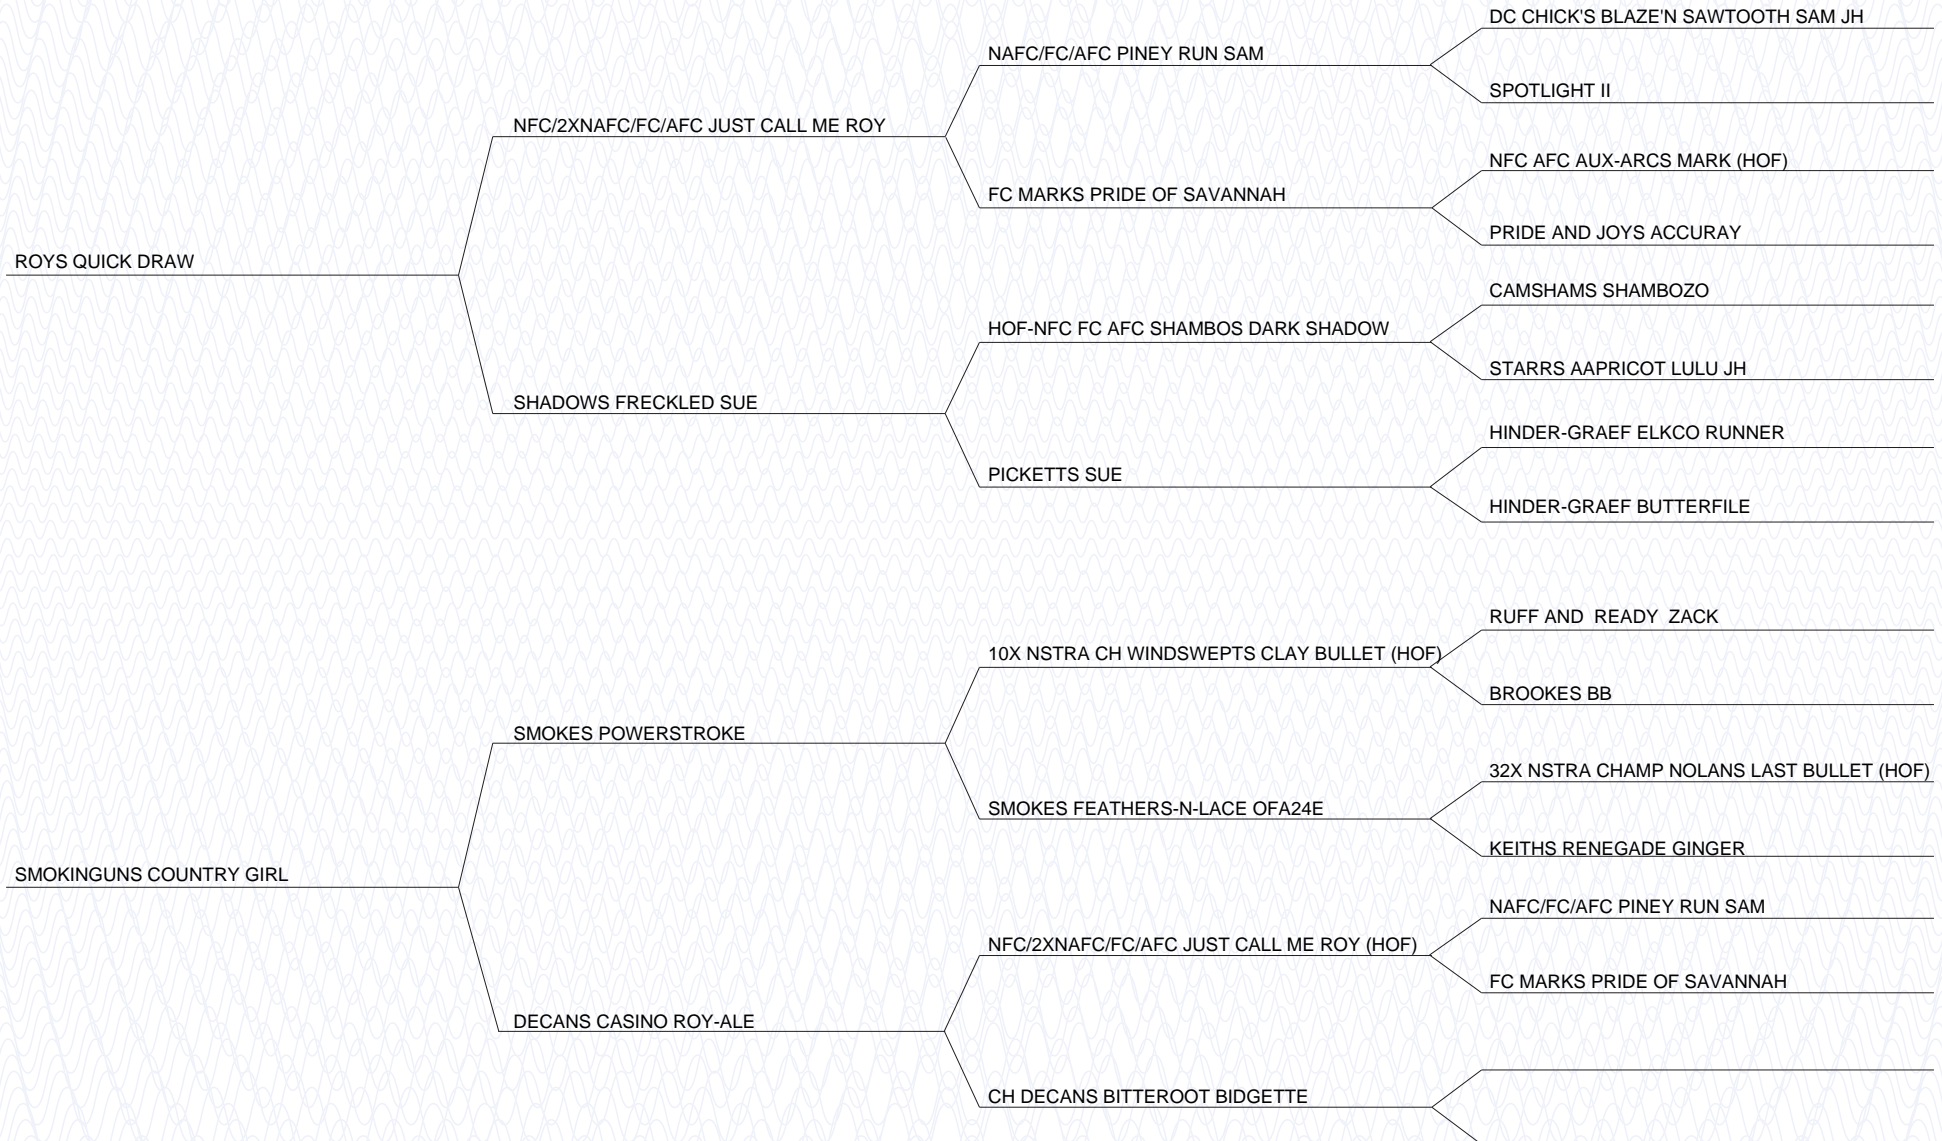 DC CHICK'S BLAZE'N SAWTOOTH SAM JH
NAFC/FC/AFC PINEY RUN SAM
SPOTLIGHT II
NFC/2XNAFC/FC/AFC JUST CALL ME ROY
NFC AFC AUX-ARCS MARK (HOF)
FC MARKS PRIDE OF SAVANNAH
PRIDE AND JOYS ACCURAY
ROYS QUICK DRAW
CAMSHAMS SHAMBOZO
HOF-NFC FC AFC SHAMBOS DARK SHADOW
STARRS AAPRICOT LULU JH
SHADOWS FRECKLED SUE
HINDER-GRAEF ELKCO RUNNER
PICKETTS SUE
HINDER-GRAEF BUTTERFILE
RUFF AND  READY  ZACK
10X NSTRA CH WINDSWEPTS CLAY BULLET (HOF)
BROOKES BB
SMOKES POWERSTROKE
32X NSTRA CHAMP NOLANS LAST BULLET (HOF)
SMOKES FEATHERS-N-LACE OFA24E
KEITHS RENEGADE GINGER
SMOKINGUNS COUNTRY GIRL
NAFC/FC/AFC PINEY RUN SAM
NFC/2XNAFC/FC/AFC JUST CALL ME ROY (HOF)
FC MARKS PRIDE OF SAVANNAH
DECANS CASINO ROY-ALE
CH DECANS BITTEROOT BIDGETTE